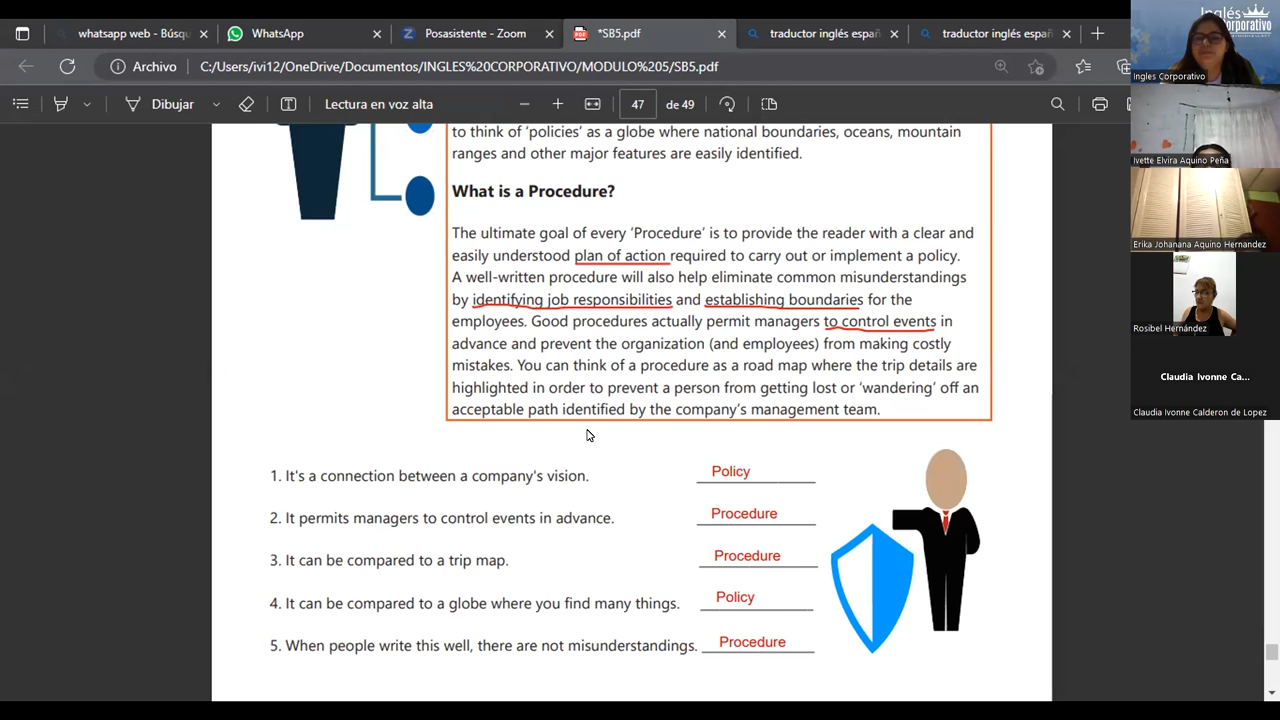 whatsapp web - Búsqu
WhatsApp
Posasistente - Zoom
*SB5.pdf
traductor inglés españ
traductor inglés españ
Archivo
C:/Users/ivi12/OneDrive/Documentos/INGLES%20CORPORATIVO/MODULO%205/SB5.pdf
Dibujar
Lectura en voz alta
47
de 49
to think of ‘policies’ as a globe where national boundaries, oceans, mountain
ranges and other major features are easily identified.
What is a Procedure?
The ultimate goal of every ‘Procedure’ is to provide the reader with a clear and
easily understood plan of action required to carry out or implement a policy.
A well-written procedure will also help eliminate common misunderstandings
by identifying job responsibilities and establishing boundaries for the
employees. Good procedures actually permit managers to control events in
advance and prevent the organization (and employees) from making costly
mistakes. You can think of a procedure as a road map where the trip details are
highlighted in order to prevent a person from getting lost or ‘wandering’ off an
acceptable path identified by the company’s management team.
1. It's a connection between a company's vision. Policy
2. It permits managers to control events in advance. Procedure
3. It can be compared to a trip map. Procedure
4. It can be compared to a globe where you find many things. Policy
5. When people write this well, there are not misunderstandings. Procedure
Inglés
Corporativo
Ingles Corporativo
Ivette Elvira Aquino Peña
Erika Johanana Aquino Hernandez
Rosibel Hernández
Claudia Ivonne Ca...
Claudia Ivonne Calderon de Lopez